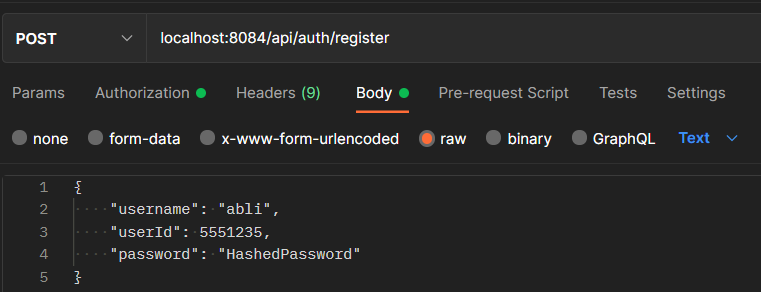 POST localhost:8084/api/auth/register
Params Authorization Headers (9) Body Pre-request Script Tests Settings
none form-data x-www-form-urlencoded raw binary GraphQL Text
1 {
2 "username": "abli",
3 "userId": 5551235,
4 "password": "HashedPassword"
5 }